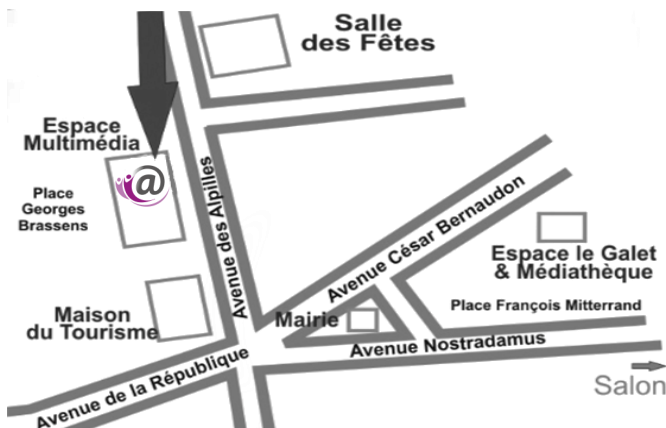 Salle
des Fêtes
Espace
Multimédia
@
Place
Georges
Brassens
Avenue des Alpilles
Avenue César Bernaudon
Espace le Galet
& Médiathèque
Place François Mitterrand
Maison
du Tourisme
Mairie
Avenue Nostradamus
Avenue de la République
Salon